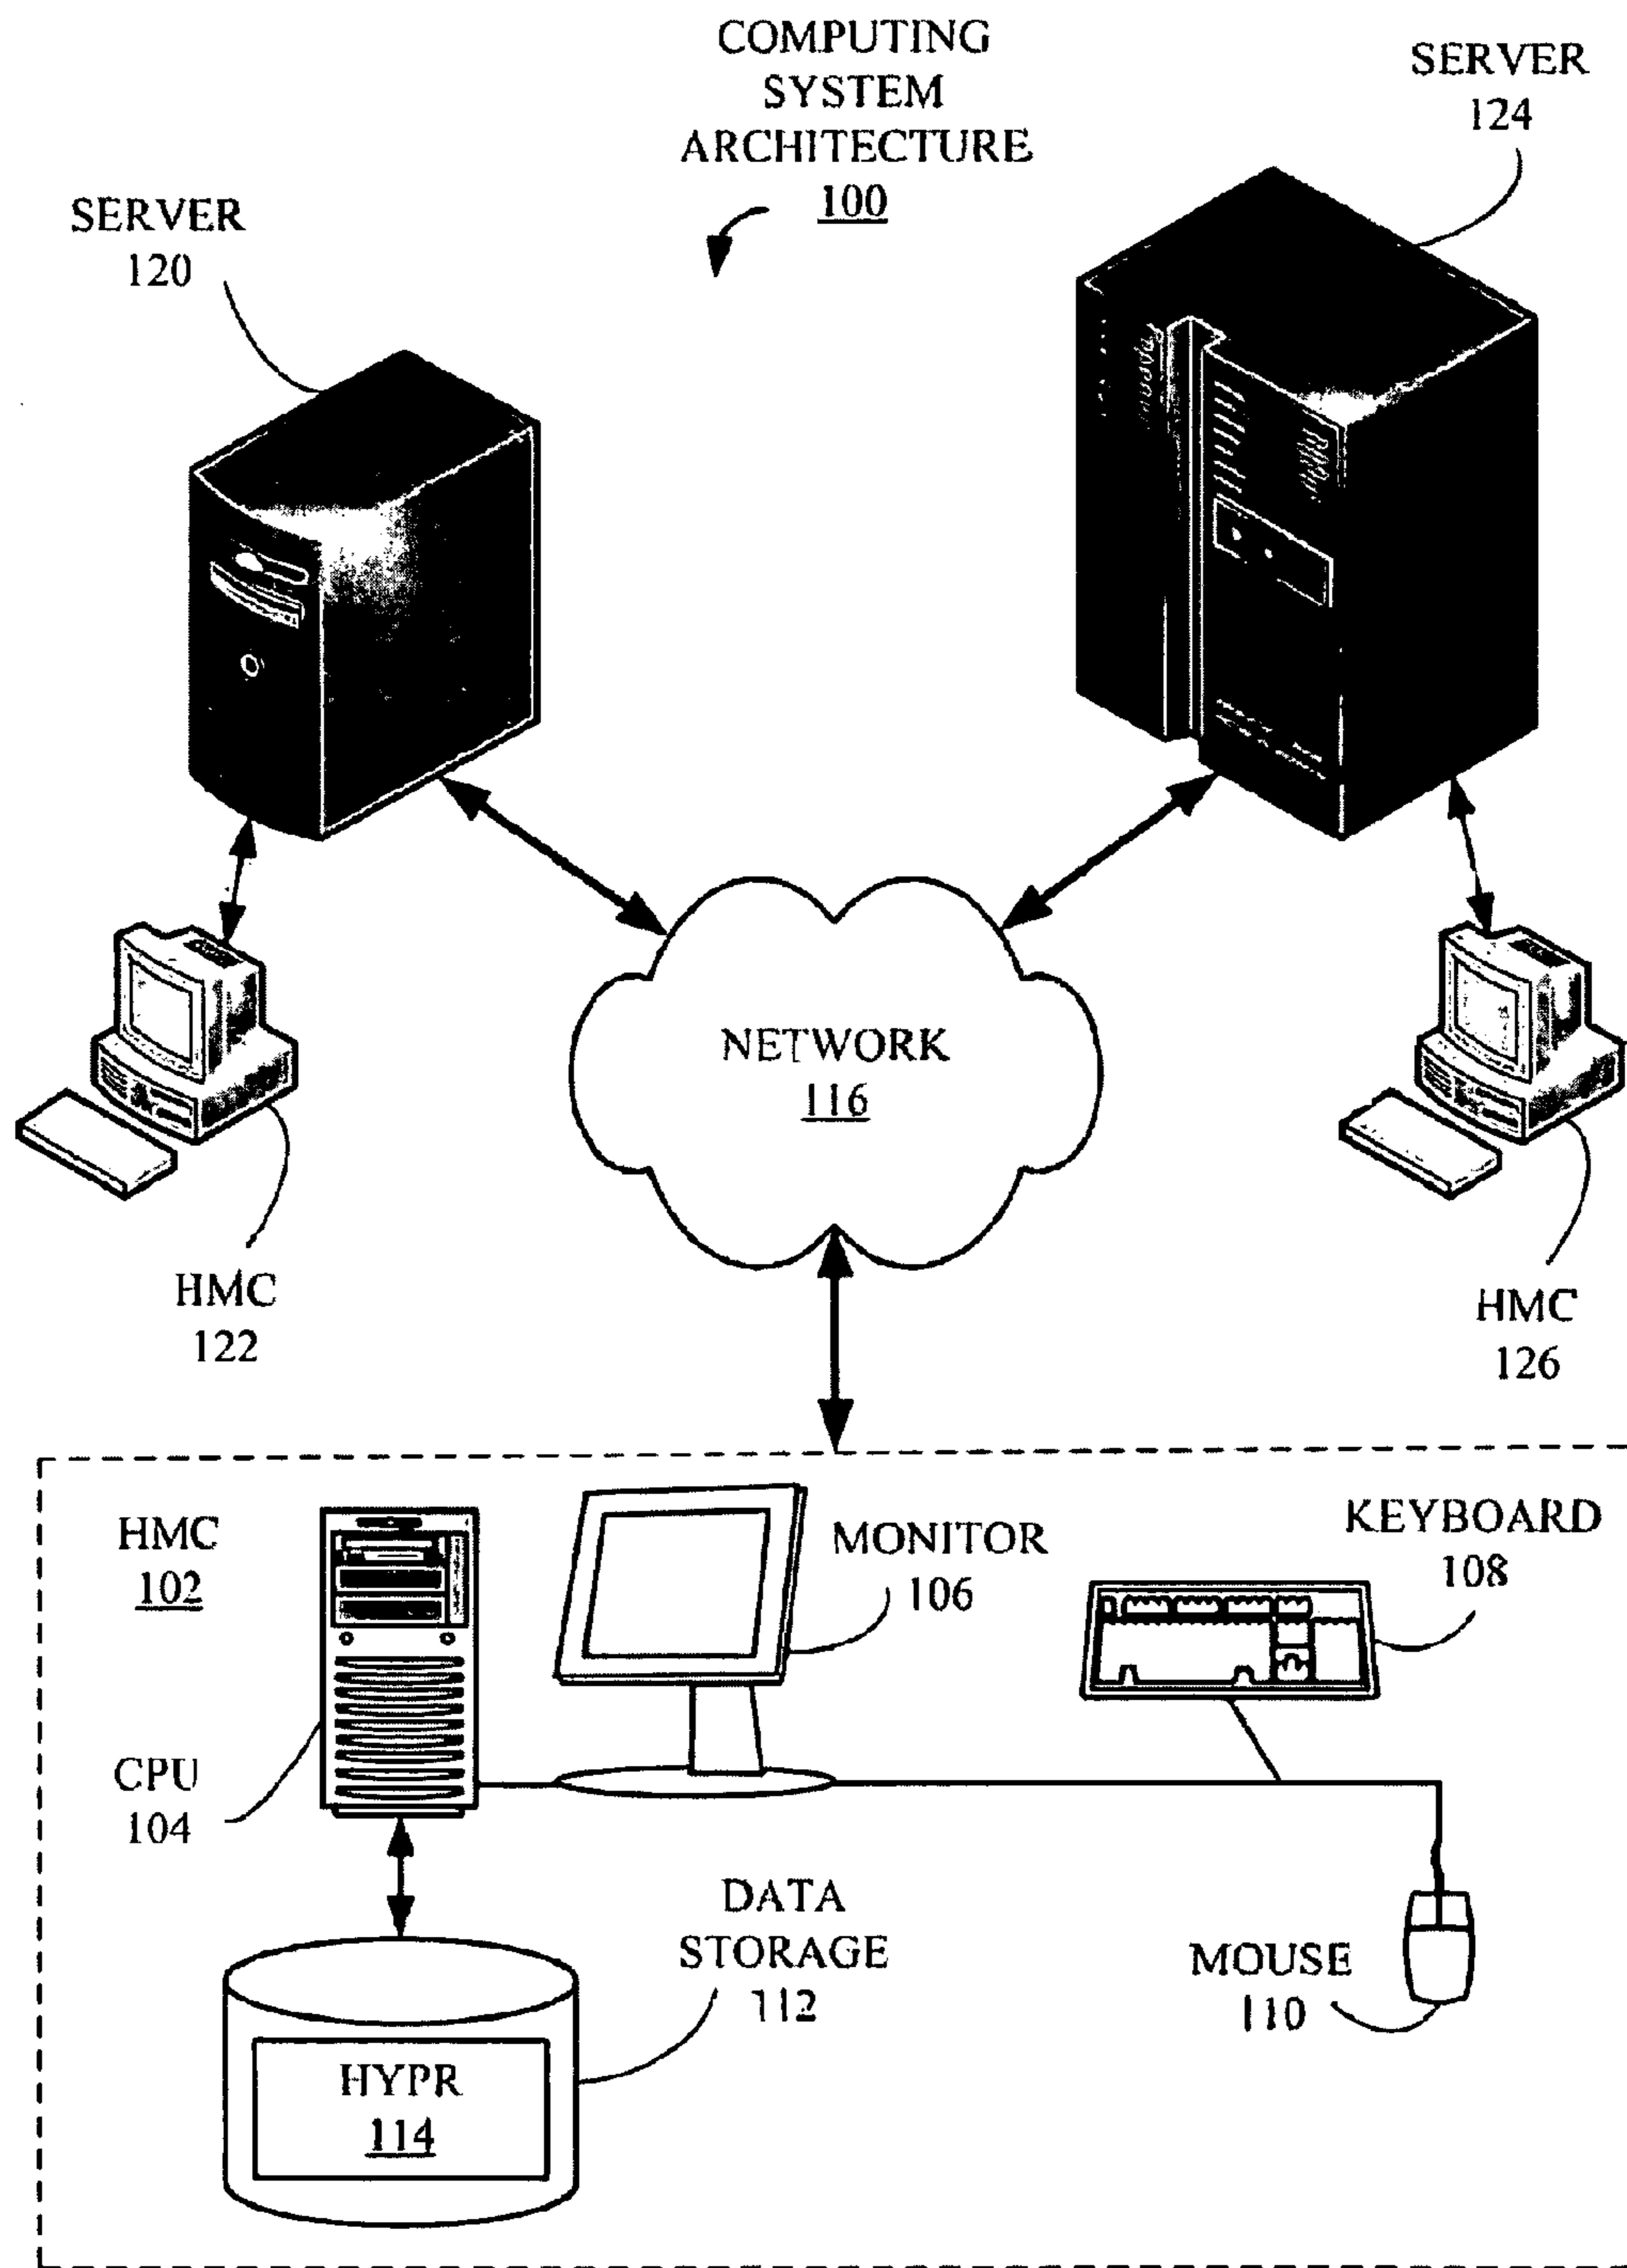 COMPUTING
SYSTEM
ARCHITECTURE
100
SERVER
124
SERVER
120
NETWORK
116
HMC
122
HMC
126
HMC
102
MONITOR
106
KEYBOARD
108
CPU
104
DATA
STORAGE
112
MOUSE
110
HYPR
114